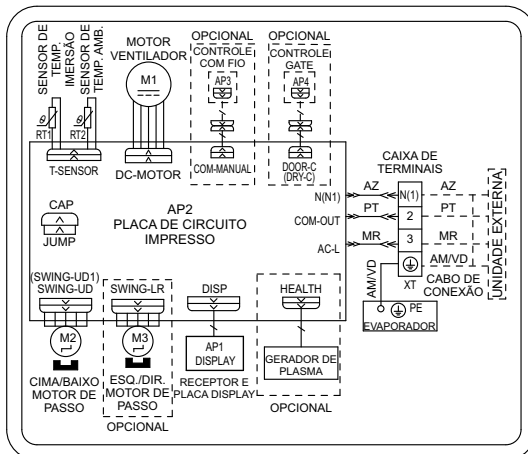 SENSOR DE
TEMP.
IMERSÃO
SENSOR DE
TEMP. AMB.
RT1
RT2
T-SENSOR
MOTOR
VENTILADOR
M1
DC-MOTOR
OPCIONAL
CONTROLE
COM FIO
AP3
COM-MANUAL
OPCIONAL
CONTROLE
GATE
AP4
DOOR-C
(DRY-C)
CAP
JUMP
AP2
PLACA DE CIRCUITO
IMPRESSO
N(N1)
COM-OUT
AC-L
CAIXA DE
TERMINAIS
AZ
N(1)
AZ
PT
2
PT
MR
3
MR
AM/VD
XT
CABO DE
CONEXÃO
UNIDADE EXTERNA
AM/VD
PE
EVAPORADOR
(SWING-UD1)
SWING-UD
M2
CIMA/BAIXO
MOTOR DE
PASSO
SWING-LR
M3
ESQ./DIR.
MOTOR DE
PASSO
OPCIONAL
DISP
AP1
DISPLAY
RECEPTOR E
PLACA DISPLAY
HEALTH
GERADOR DE
PLASMA
OPCIONAL